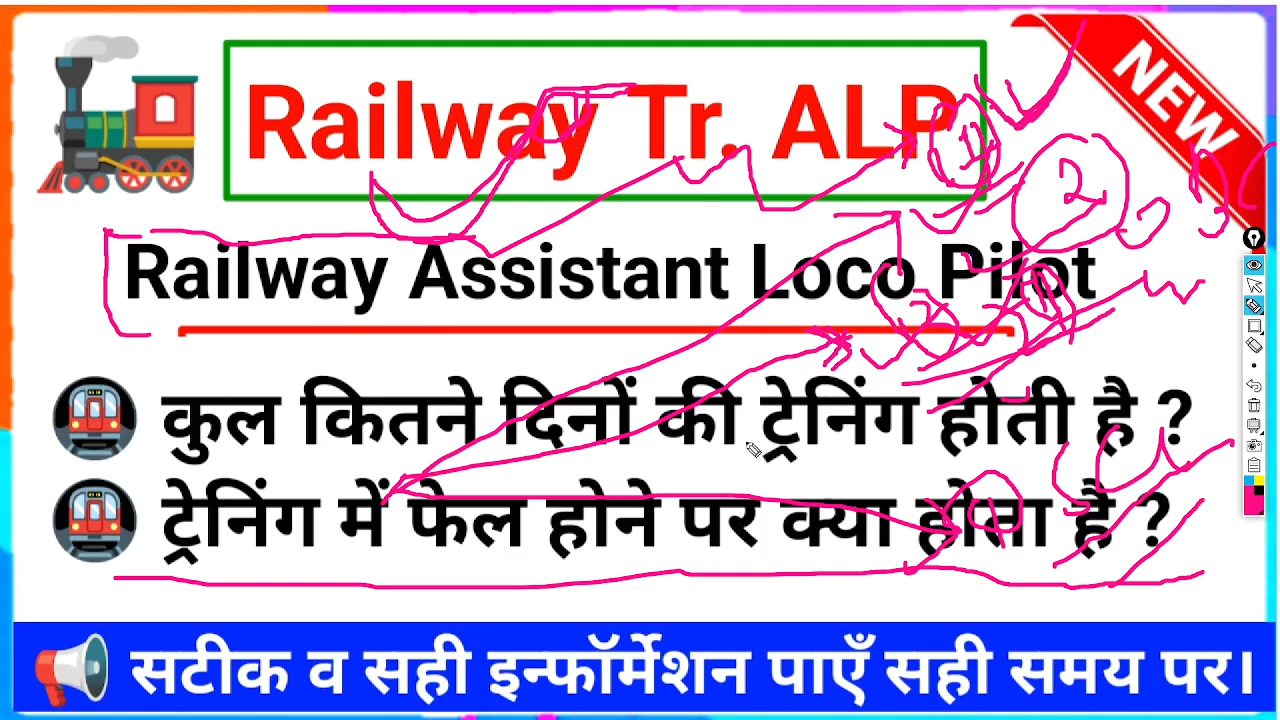 Railway Tr. ALP
NEW
Railway Assistant Loco Pilot
कुल कितने दिनों की ट्रेनिंग होती है ?
ट्रेनिंग में फेल होने पर क्या होता है ?
सटीक व सही इन्फॉर्मेशन पाएँ सही समय पर।